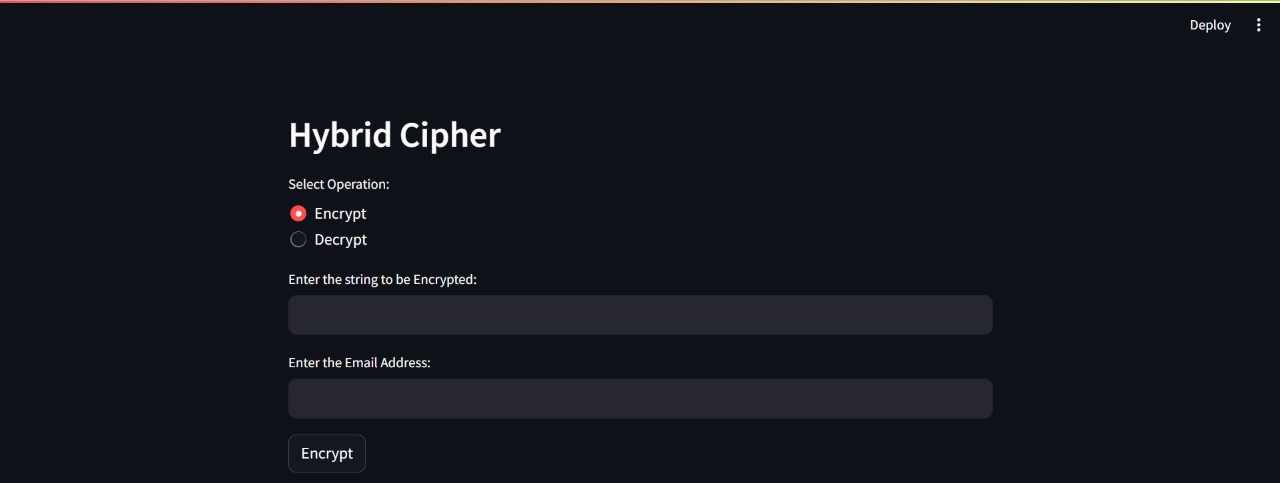 Deploy
Hybrid Cipher
Select Operation:
Encrypt
Decrypt
Enter the string to be Encrypted:
Enter the Email Address:
Encrypt